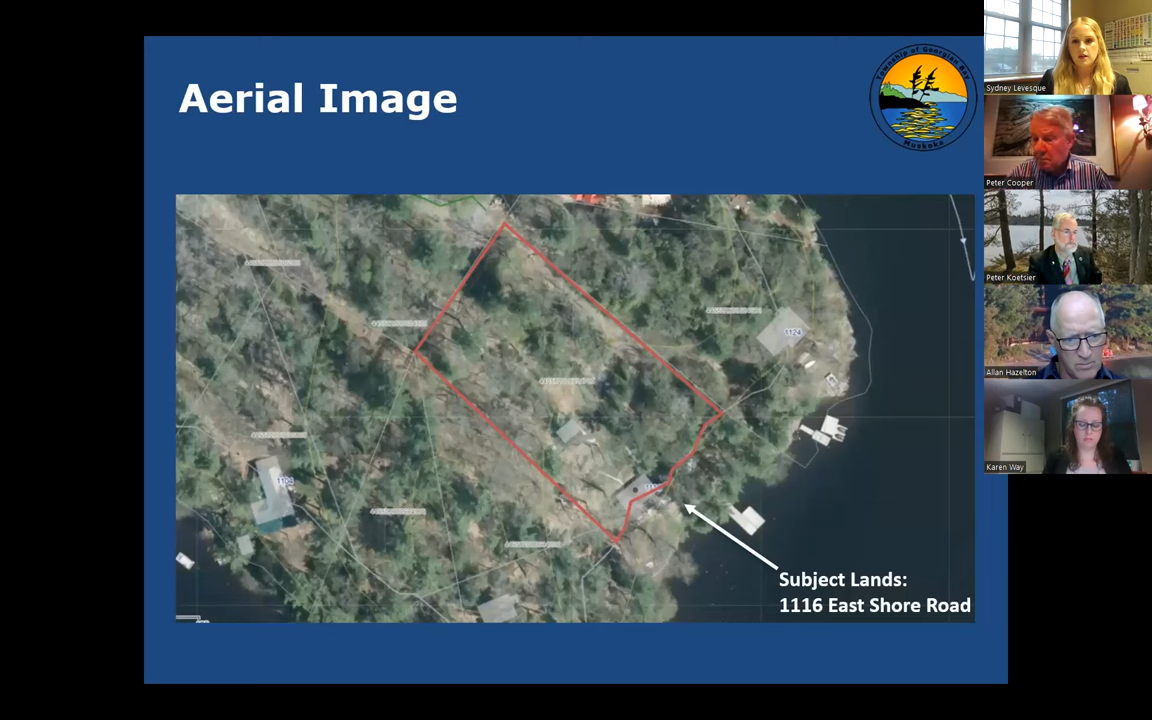 Aerial Image
Township of Georgian Bay
Muskoka
1124
1104
Subject Lands:
1116 East Shore Road
Sydney Levesque
Peter Cooper
Peter Koetsier
Allan Hazelton
Karen Way